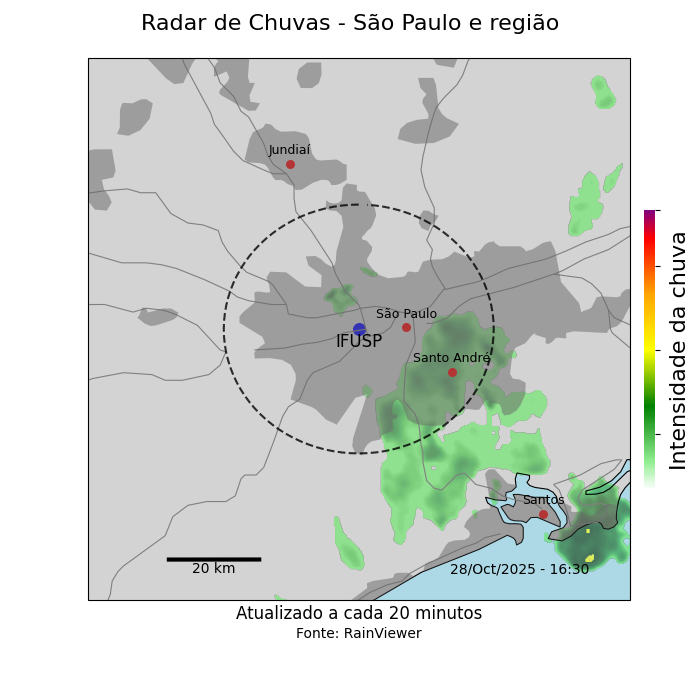 Radar de Chuvas - São Paulo e região
Jundiaí
São Paulo
IFUSP
Santo André
Santos
20 km
28/Oct/2025 - 16:30
Intensidade da chuva
Atualizado a cada 20 minutos
Fonte: RainViewer